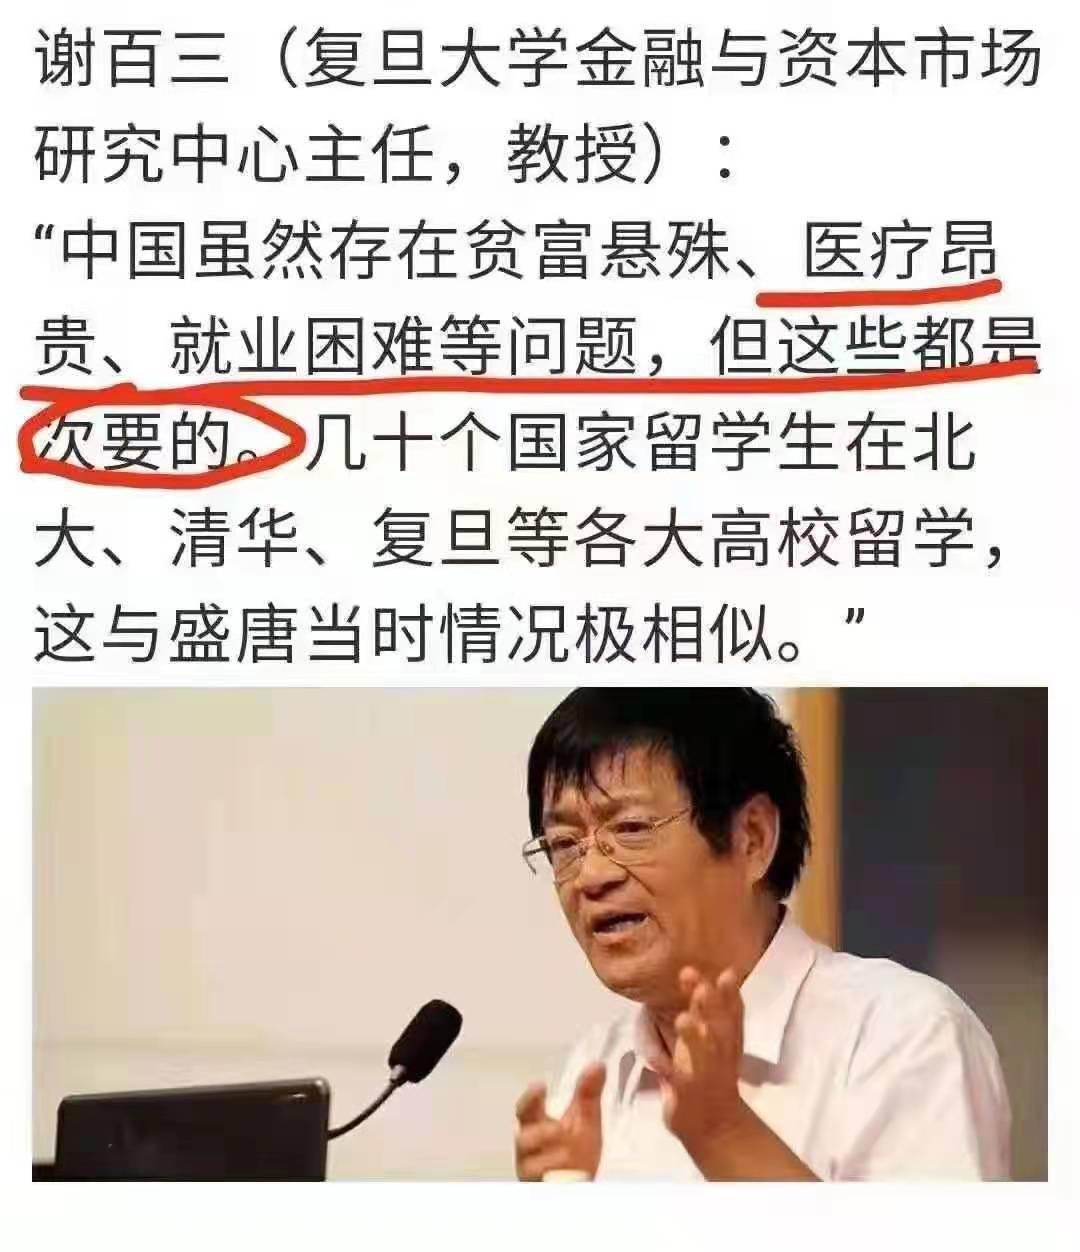 谢百三（复旦大学金融与资本市场
研究中心主任，教授）：
“中国虽然存在贫富悬殊、医疗昂
贵、就业困难等问题，但这些都是
次要的。几十个国家留学生在北
大、清华、复旦等各大高校留学，
这与盛唐当时情况极相似。”